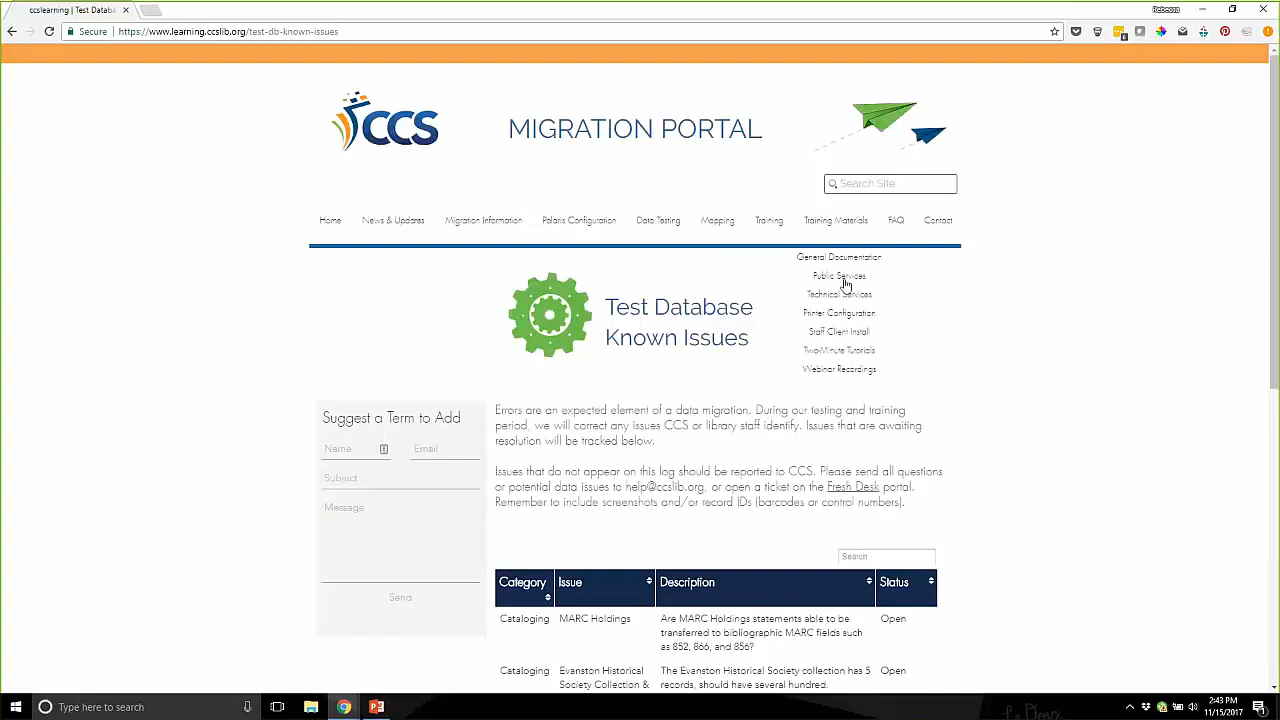 ccslearning | Test Databa
Rebecca
Secure
https://www.learning.ccslib.org/test-db-known-issues
CCS
MIGRATION PORTAL
Search Site
Home
News & Updates
Migration Information
Polaris Configuration
Data Testing
Mapping
Training
Training Materials
FAQ
Contact
General Documentation
Public Services
Technical Services
Printer Configuration
Staff Client Install
Two-Minute Tutorials
Webinar Recordings
Test Database
Known Issues
Suggest a Term to Add
Name
Email
Subject
Message
Send
Errors are an expected element of a data migration. During our testing and training
period, we will correct any issues CCS or library staff identify. Issues that are awaiting
resolution will be tracked below.
Issues that do not appear on this log should be reported to CCS. Please send all questions
or potential data issues to help@ccslib.org, or open a ticket on the Fresh Desk portal.
Remember to include screenshots and/or record IDs (barcodes or control numbers).
Search
Category
Issue
Description
Status
Cataloging
MARC Holdings
Are MARC Holdings statements able to be
transferred to bibliographic MARC fields such
as 852, 866, and 856?
Open
Cataloging
Evanston Historical
Society Collection &
The Evanston Historical Society collection has 5
records, should have several hundred.
Open
Type here to search
2:43 PM
11/15/2017